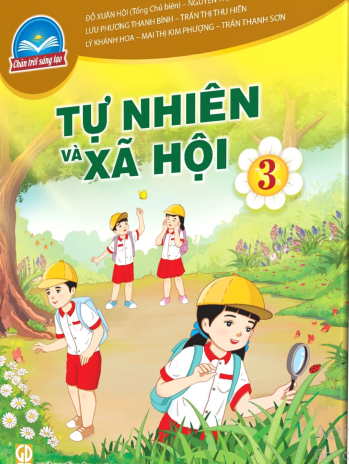 ĐỖ XUÂN HỘI (Tổng Chủ biên) – NGUYỄN
LƯU PHƯƠNG THANH BÌNH – TRẦN THỊ THU HIỀN
LÝ KHÁNH HOA – MAI THỊ KIM PHƯỢNG – TRẦN THANH SƠN
Chân trời sáng tạo
TỰ NHIÊN
VÀ
XÃ HỘI
3
GD